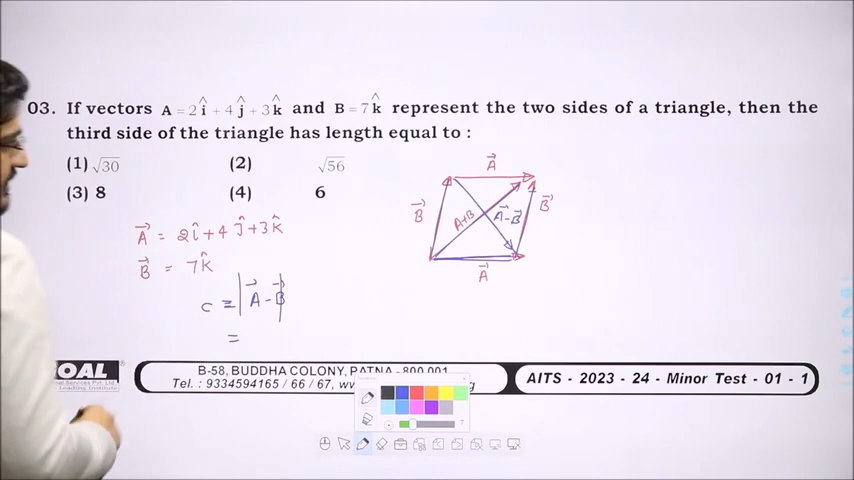 03. If vectors A = 2î + 4ĵ + 3k̂ and B = 7k̂ represent the two sides of a triangle, then the
third side of the triangle has length equal to :
(1) √30 (2) √56
(3) 8 (4) 6
A⃗ = 2î + 4ĵ + 3k̂
B⃗ = 7k̂
c = |A⃗ - B⃗|
=
A⃗
B⃗
A+B
A⃗ - B⃗
B⃗
A⃗
OAL
B-58, BUDDHA COLONY, PATNA - 800 001
Tel. : 9334594165 / 66 / 67,
AITS - 2023 - 24 - Minor Test - 01 - 1